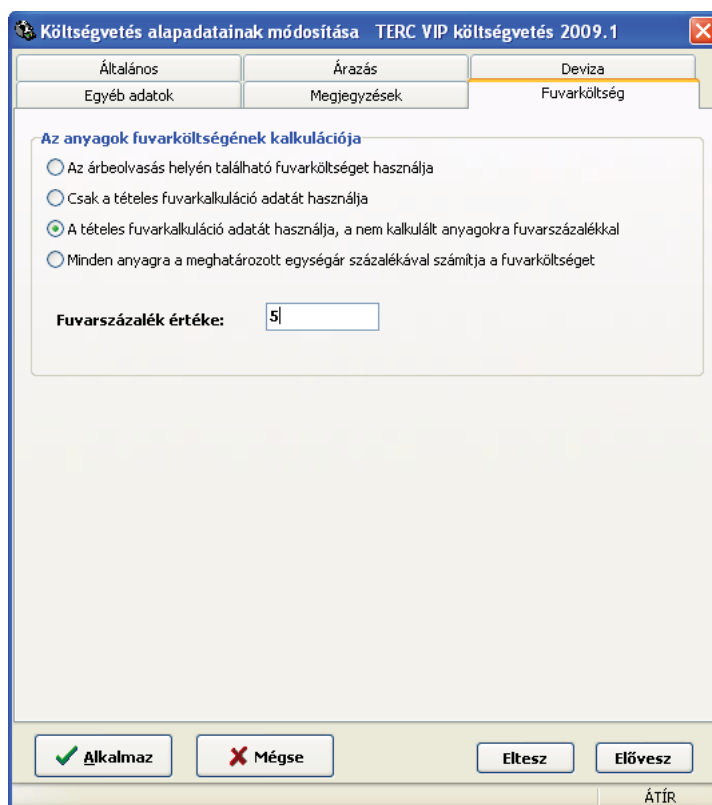 Költségvetés alapadatainak módosítása TERC VIP költségvetés 2009.1
Általános Árazás Deviza
Egyéb adatok Megjegyzések Fuvarköltség
Az anyagok fuvarköltségének kalkulációja
Az árbeolvasás helyén található fuvarköltséget használja
Csak a tételes fuvarkalkuláció adatát használja
A tételes fuvarkalkuláció adatát használja, a nem kalkulált anyagokra fuvarszázalékkal
Minden anyagra a meghatározott egységár százalékával számítja a fuvarköltséget
Fuvarszázalék értéke: 5
Alkalmaz Mégse Eltesz Elővesz
ÁTÍR